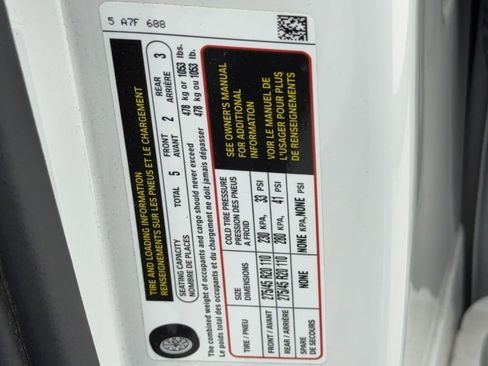 5 A7F 688
TIRE AND LOADING INFORMATION
RENSEIGNEMENTS SUR LES PNEUS ET LE CHARGEMENT
SEATING CAPACITY
NOMBRE DE PLACES
TOTAL 5
FRONT
AVANT 2
REAR
ARRIÈRE 3
The combined weight of occupants and cargo should never exceed 478 kg or 1053 lbs.
Le poids total des occupants et du chargement ne doit jamais dépasser 478 kg ou 1053 lb.
TIRE / PNEU
SIZE
DIMENSIONS
COLD TIRE PRESSURE
PRESSION DES PNEUS
A FROID
FRONT / AVANT 275/45 R20 110 230 KPA, 33 PSI
REAR / ARRIÈRE 275/45 R20 110 280 KPA, 41 PSI
SPARE
DE SECOURS NONE NONE KPA,NONE PSI
SEE OWNER'S MANUAL
FOR ADDITIONAL
INFORMATION
VOIR LE MANUEL DE
L'USAGER POUR PLUS
DE RENSEIGNEMENTS